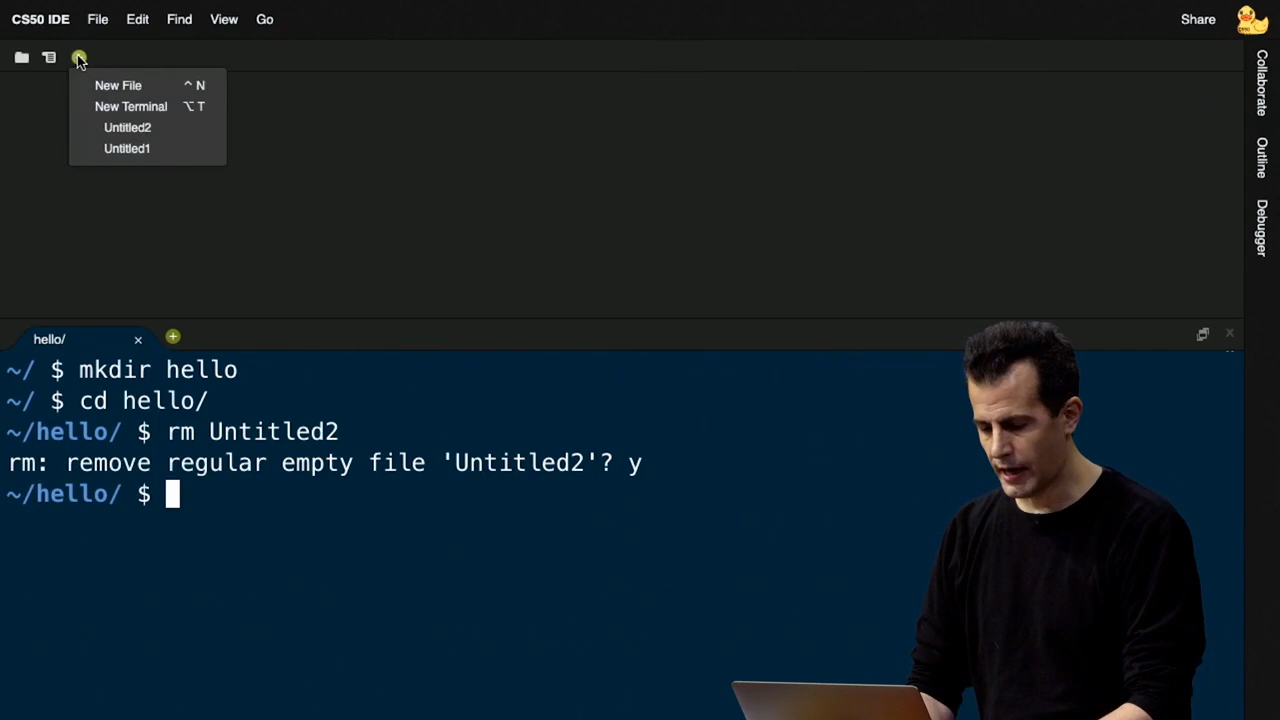 CS50 IDE File Edit Find View Go Share
New File ^ N
New Terminal ⌥ T
Untitled2
Untitled1
Collaborate
Outline
Debugger
hello/
~/ $ mkdir hello
~/ $ cd hello/
~/hello/ $ rm Untitled2
rm: remove regular empty file 'Untitled2'? y
~/hello/ $